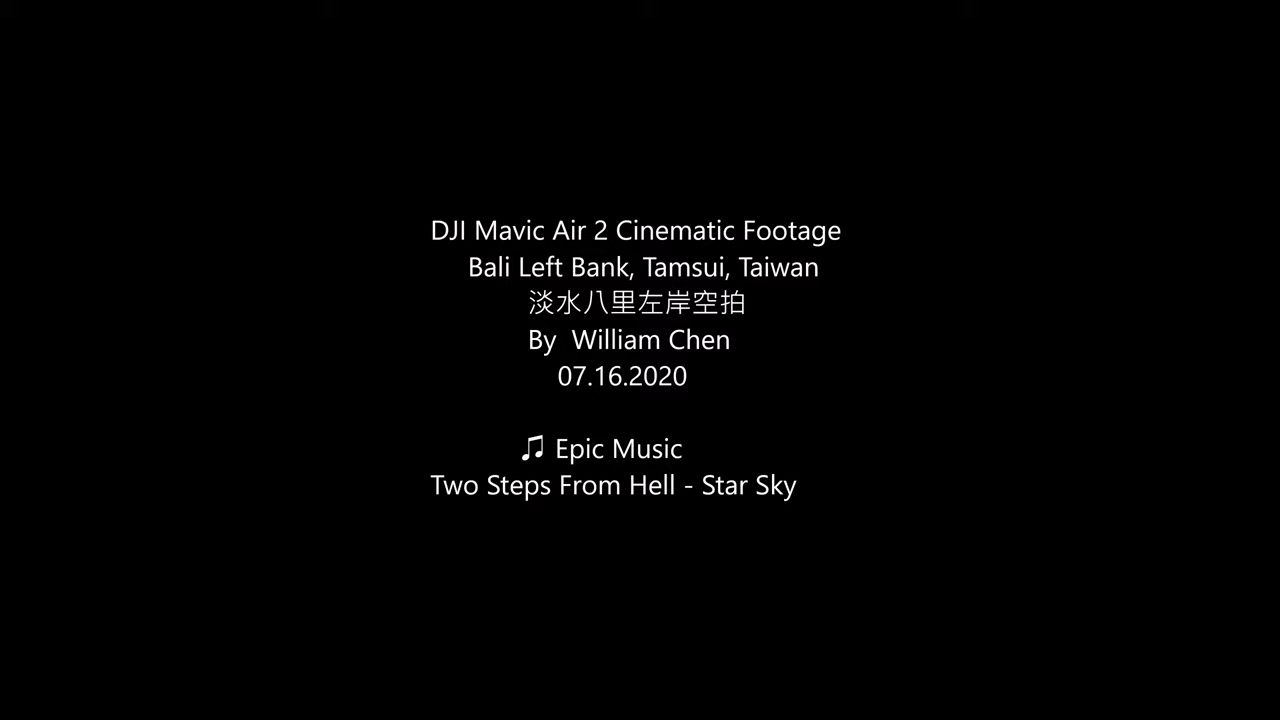 DJI Mavic Air 2 Cinematic Footage
Bali Left Bank, Tamsui, Taiwan
淡水八里左岸空拍
By  William Chen
07.16.2020
♫ Epic Music
Two Steps From Hell - Star Sky